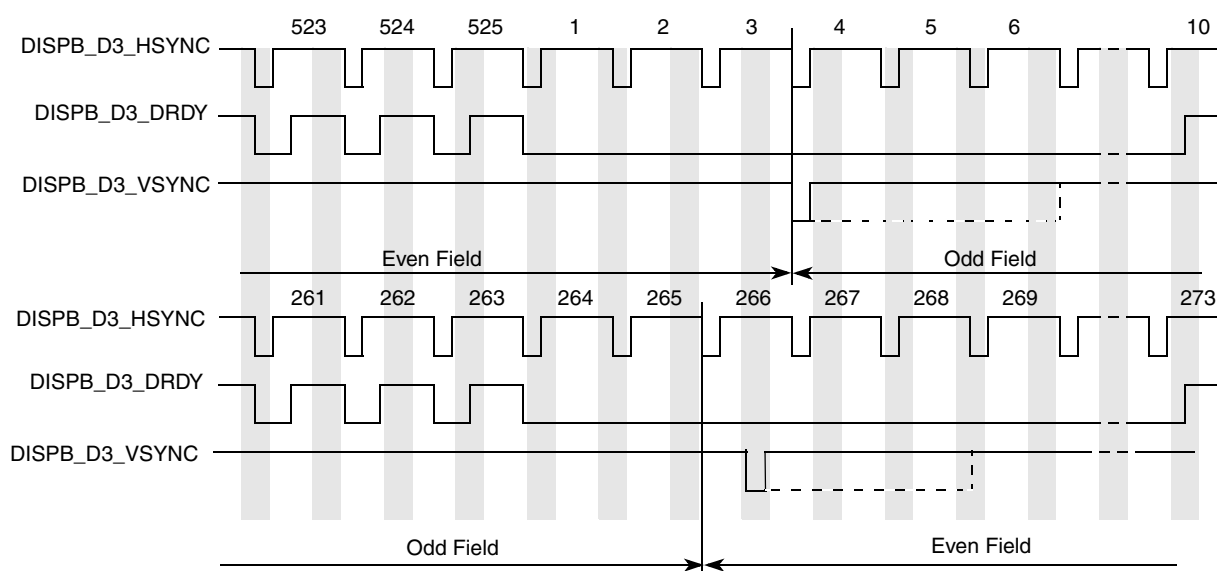 523 524 525 1 2 3 4 5 6 10
DISPB_D3_HSYNC
DISPB_D3_DRDY
DISPB_D3_VSYNC
Even Field Odd Field
261 262 263 264 265 266 267 268 269 273
DISPB_D3_HSYNC
DISPB_D3_DRDY
DISPB_D3_VSYNC
Odd Field Even Field